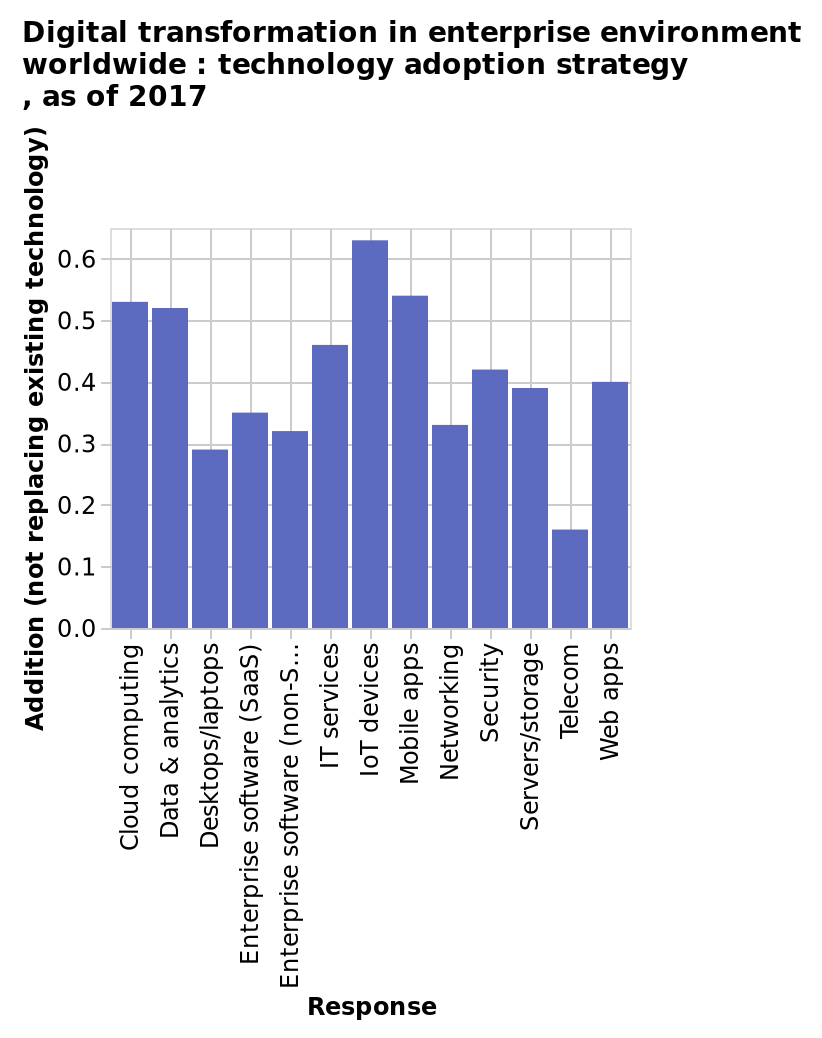 Digital transformation in enterprise environment
worldwide : technology adoption strategy
, as of 2017
Addition (not replacing existing technology)
0.6
0.5
0.4
0.3
0.2
0.1
0.0
Cloud computing
Data & analytics
Desktops/laptops
Enterprise software (SaaS)
Enterprise software (non-S...
IT services
IoT devices
Mobile apps
Networking
Security
Servers/storage
Telecom
Web apps
Response